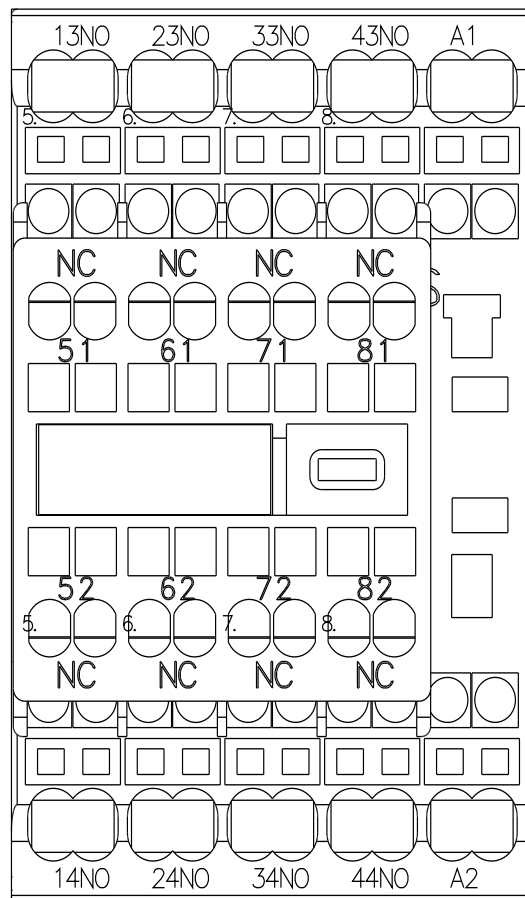 13NO 23NO 33NO 43NO A1
5. 6. 7. 8.
NC NC NC NC
51 61 71 81
52 62 72 82
5. 6. 7. 8.
NC NC NC NC
14NO 24NO 34NO 44NO A2